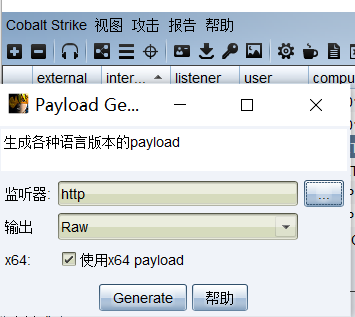 Cobalt Strike 视图 攻击 报告 帮助
external inter... listener user compu
Payload Ge...
生成各种语言版本的payload
监听器: http ...
输出 Raw
x64: 使用x64 payload
Generate 帮助